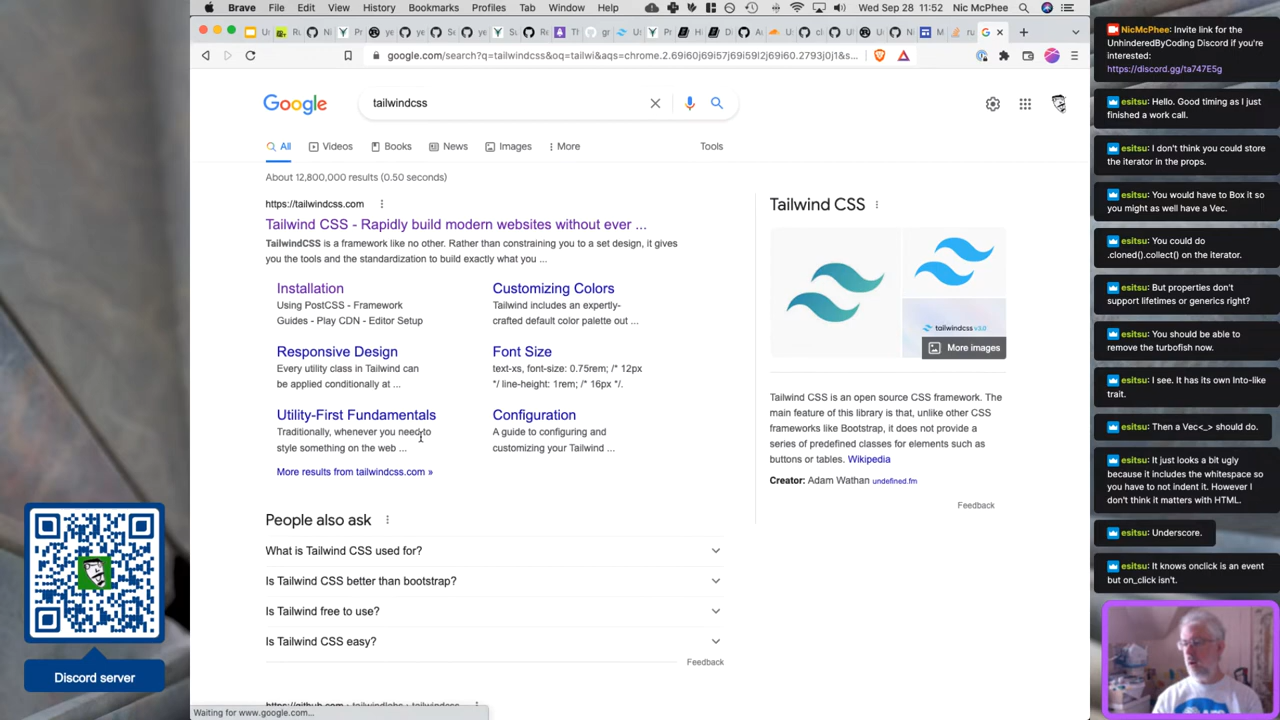 Brave File Edit View History Bookmarks Profiles Tab Window Help
Wed Sep 28 11:52 Nic McPhee
google.com/search?q=tailwindcss&oq=tailwi&aqs=chrome.2.69i60j69i57j69i59l2j69i60.2793j0j1&s...
Google
tailwindcss
All
Videos
Books
News
Images
More
Tools
About 12,800,000 results (0.50 seconds)
https://tailwindcss.com
Tailwind CSS - Rapidly build modern websites without ever ...
TailwindCSS is a framework like no other. Rather than constraining you to a set design, it gives
you the tools and the standardization to build exactly what you ...
Installation
Using PostCSS - Framework
Guides - Play CDN - Editor Setup
Customizing Colors
Tailwind includes an expertly-
crafted default color palette out ...
Responsive Design
Every utility class in Tailwind can
be applied conditionally at ...
Font Size
text-xs, font-size: 0.75rem; /* 12px
*/ line-height: 1rem; /* 16px */.
Utility-First Fundamentals
Traditionally, whenever you need to
style something on the web ...
Configuration
A guide to configuring and
customizing your Tailwind ...
More results from tailwindcss.com »
People also ask
What is Tailwind CSS used for?
Is Tailwind CSS better than bootstrap?
Is Tailwind free to use?
Is Tailwind CSS easy?
Feedback
Waiting for www.google.com...
Tailwind CSS
tailwindcss v3.0
More images
Tailwind CSS is an open source CSS framework. The
main feature of this library is that, unlike other CSS
frameworks like Bootstrap, it does not provide a
series of predefined classes for elements such as
buttons or tables. Wikipedia
Creator: Adam Wathan undefined.fm
Feedback
NicMcPhee: Invite link for the
UnhinderedByCoding Discord if you're
interested:
https://discord.gg/ta747E5g
esitsu: Hello. Good timing as I just
finished a work call.
esitsu: I don't think you could store
the iterator in the props.
esitsu: You would have to Box it so
you might as well have a Vec.
esitsu: You could do
.cloned().collect() on the iterator.
esitsu: But properties don't
support lifetimes or generics right?
esitsu: You should be able to
remove the turbofish now.
esitsu: I see. It has its own Into-like
trait.
esitsu: Then a Vec<_> should do.
esitsu: It just looks a bit ugly
because it includes the whitespace so
you have to not indent it. However I
don't think it matters with HTML.
esitsu: Underscore.
esitsu: It knows onclick is an event
but on_click isn't.
Discord server